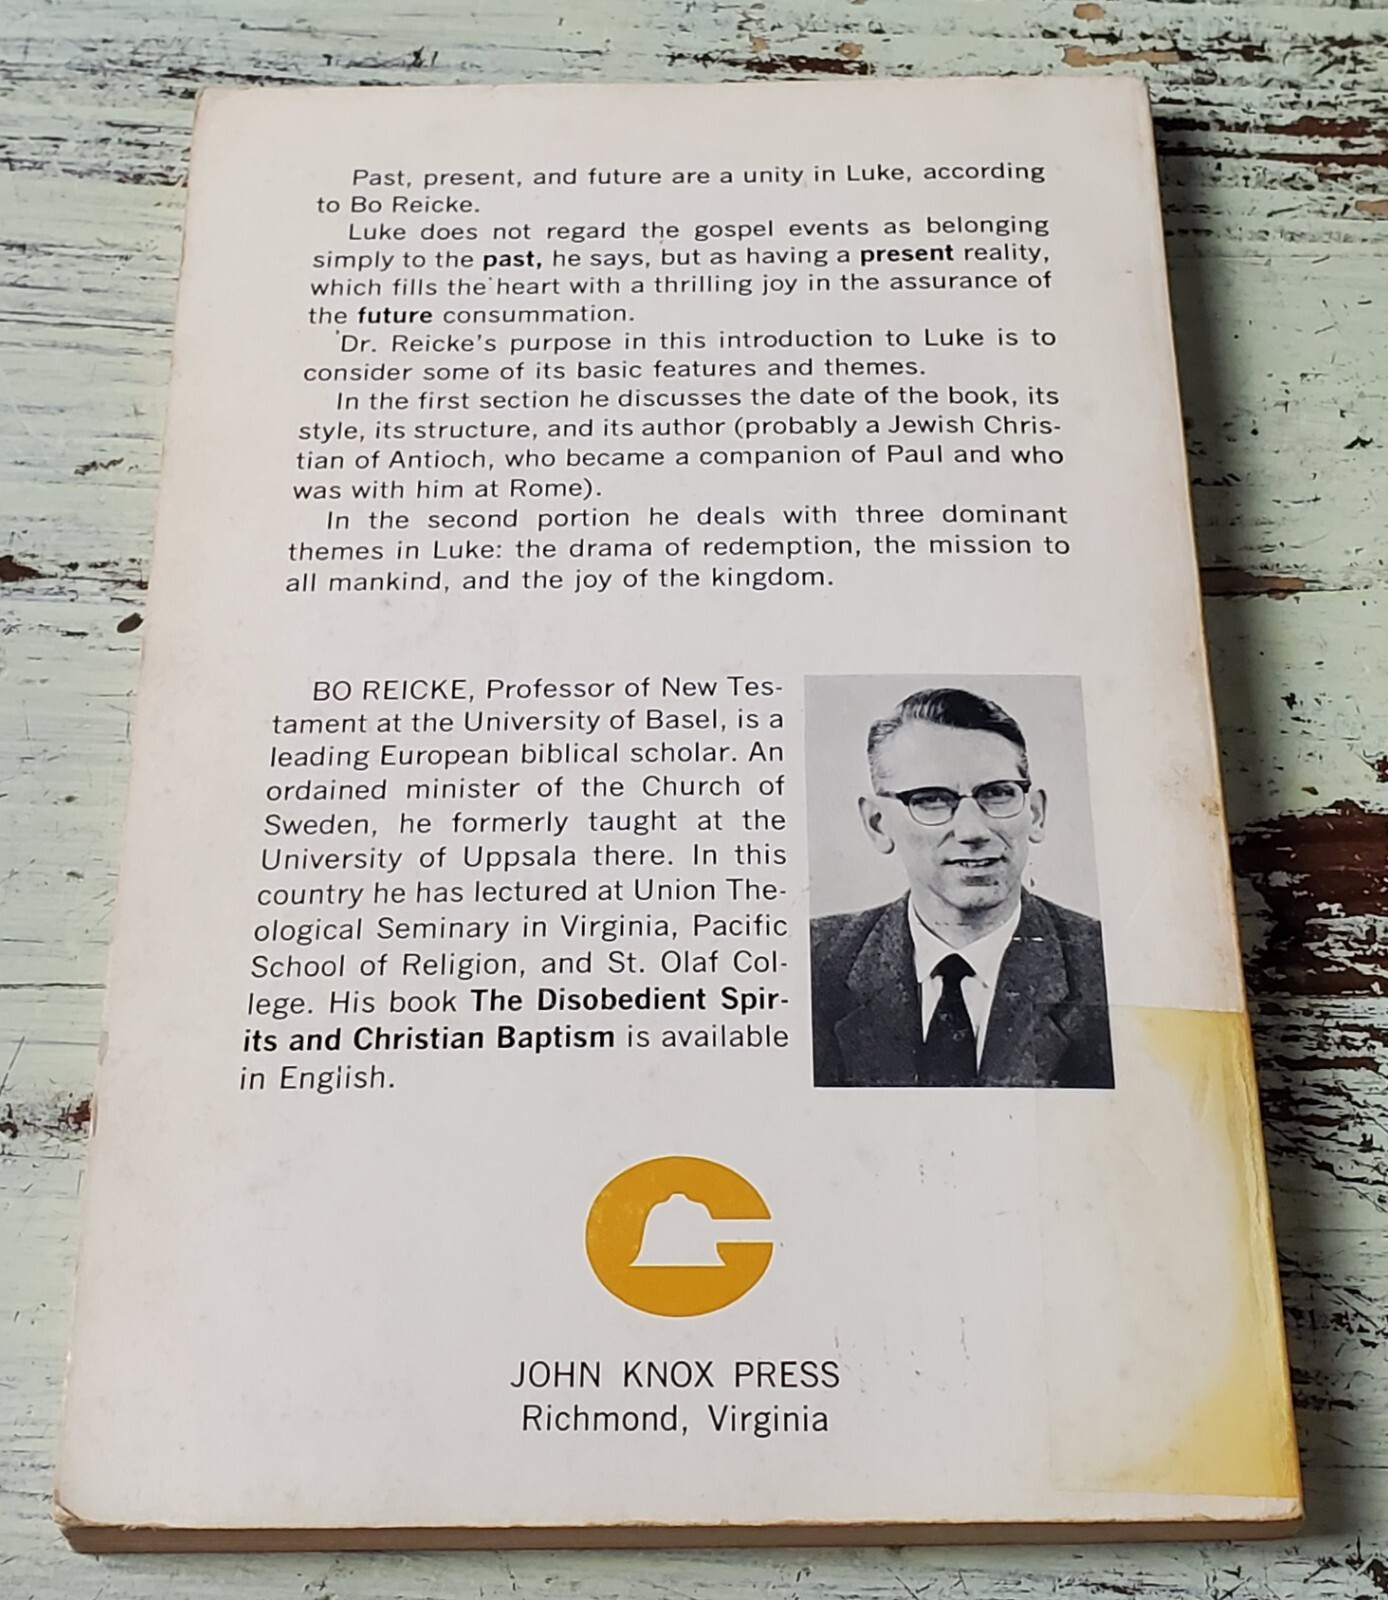 Past, present, and future are a unity in Luke, according
to Bo Reicke.
Luke does not regard the gospel events as belonging
simply to the past, he says, but as having a present reality,
which fills the heart with a thrilling joy in the assurance of
the future consummation.
Dr. Reicke's purpose in this introduction to Luke is to
consider some of its basic features and themes.
In the first section he discusses the date of the book, its
style, its structure, and its author (probably a Jewish Chris-
tian of Antioch, who became a companion of Paul and who
was with him at Rome).
In the second portion he deals with three dominant
themes in Luke: the drama of redemption, the mission to
all mankind, and the joy of the kingdom.
BO REICKE, Professor of New Tes-
tament at the University of Basel, is a
leading European biblical scholar. An
ordained minister of the Church of
Sweden, he formerly taught at the
University of Uppsala there. In this
country he has lectured at Union The-
ological Seminary in Virginia, Pacific
School of Religion, and St. Olaf Col-
lege. His book The Disobedient Spir-
its and Christian Baptism is available
in English.
JOHN KNOX PRESS
Richmond, Virginia